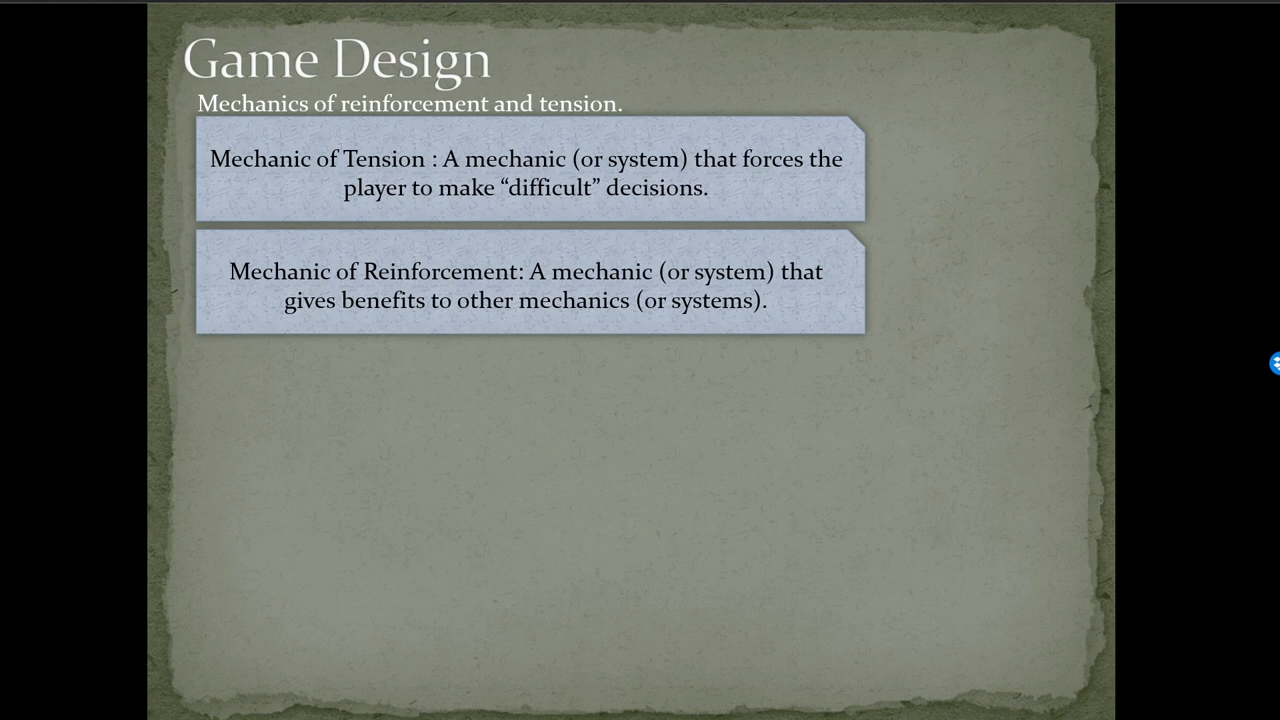 Game Design
Mechanics of reinforcement and tension.
Mechanic of Tension : A mechanic (or system) that forces the
player to make “difficult” decisions.
Mechanic of Reinforcement: A mechanic (or system) that
gives benefits to other mechanics (or systems).